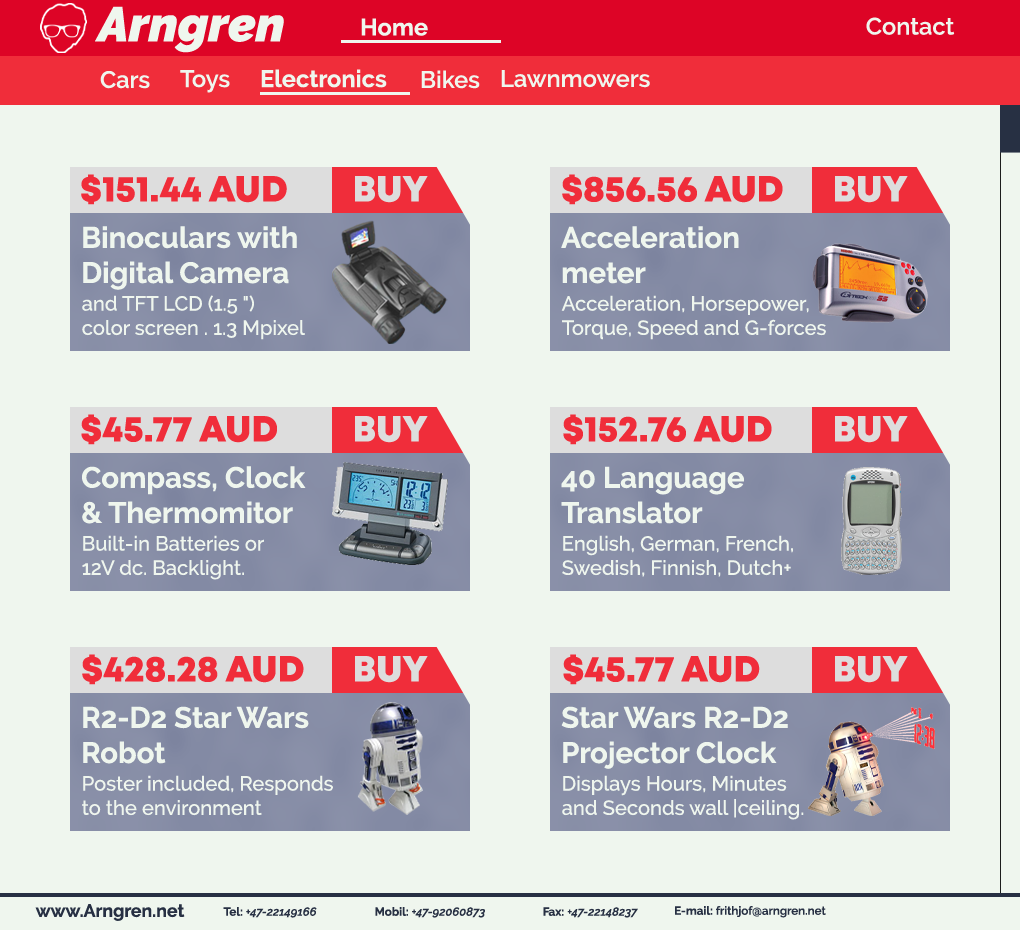 Arngren
Home
Contact
Cars Toys Electronics Bikes Lawnmowers
$151.44 AUD BUY
Binoculars with
Digital Camera
and TFT LCD (1.5 ")
color screen . 1.3 Mpixel
$856.56 AUD BUY
Acceleration
meter
Acceleration, Horsepower,
Torque, Speed and G-forces
$45.77 AUD BUY
Compass, Clock
& Thermomitor
Built-in Batteries or
12V dc. Backlight.
12:12
$152.76 AUD BUY
40 Language
Translator
English, German, French,
Swedish, Finnish, Dutch+
$428.28 AUD BUY
R2-D2 Star Wars
Robot
Poster included, Responds
to the environment
$45.77 AUD BUY
Star Wars R2-D2
Projector Clock
Displays Hours, Minutes
and Seconds wall |ceiling.
www.Arngren.net Tel: +47-22149166 Mobil: +47-92060873 Fax: +47-22148237 E-mail: frithjof@arngren.net